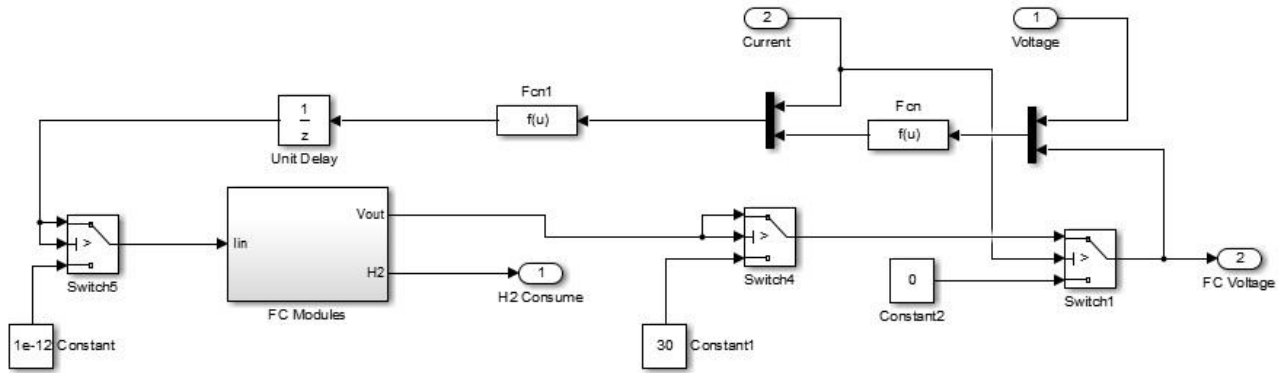 2
Current
1
Voltage
Fcn1
f(u)
Fcn
f(u)
1
z
Unit Delay
Vout
Iin
H2
FC Modules
>
Switch5
1
H2 Consume
>
Switch4
>
Switch1
2
FC Voltage
0
Constant2
1e-12 Constant
30 Constant1